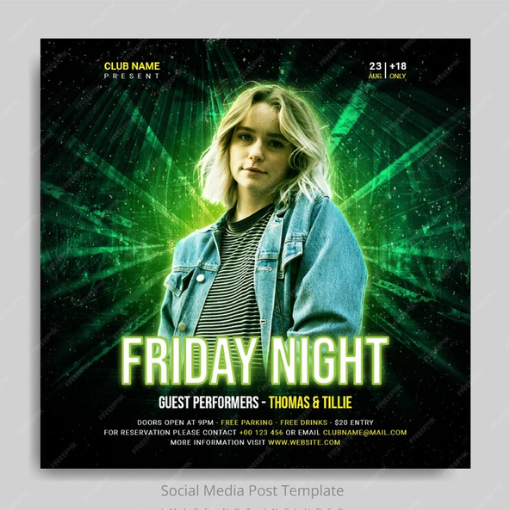 CLUB NAME
PRESENT
23 | +18
AUG | ONLY
FRIDAY NIGHT
GUEST PERFORMERS - THOMAS & TILLIE
DOORS OPEN AT 9PM - FREE PARKING - FREE DRINKS - $20 ENTRY
FOR RESERVATION PLEASE CONTACT +00 123 456 OR EMAIL CLUBNAME@MAIL.COM
MORE INFORMATION VISIT WWW.WEBSITE.COM
Social Media Post Template